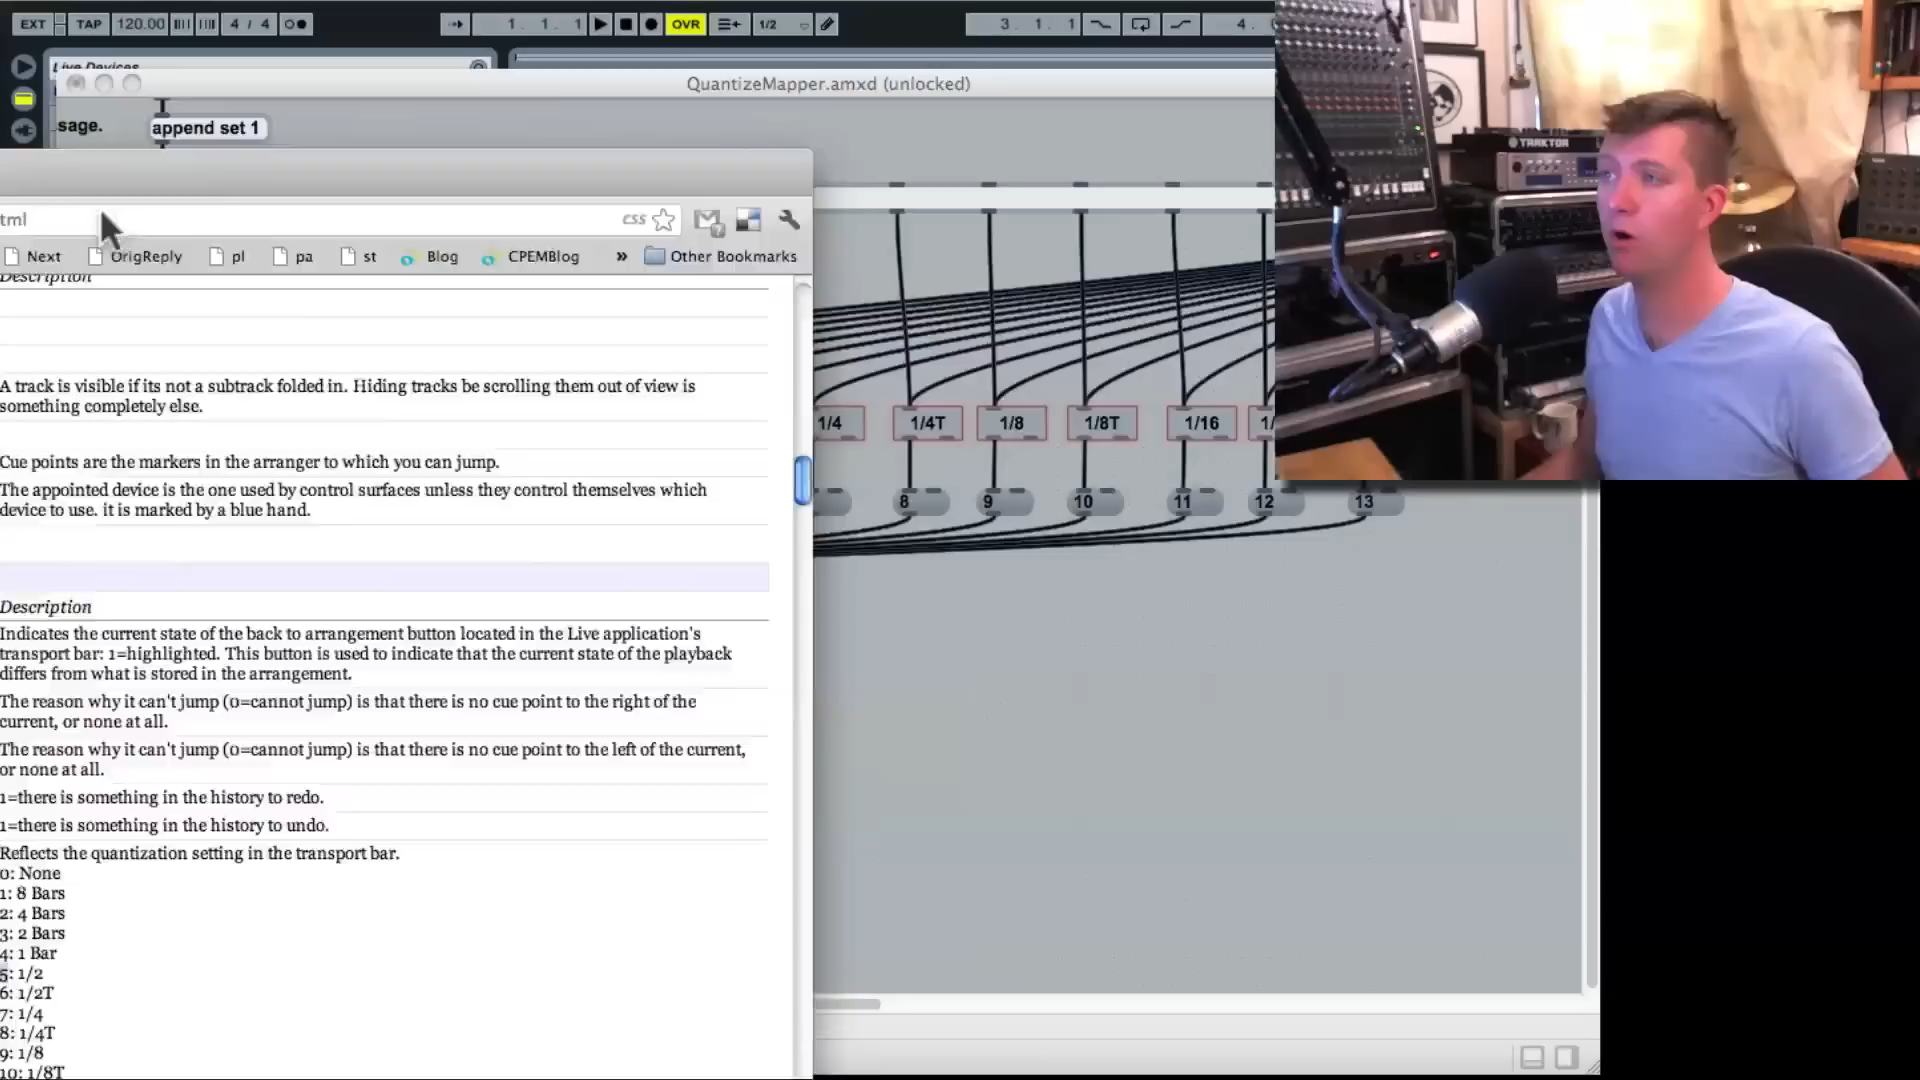 EXT TAP 120.00 4 / 4 1. 1. 1 OVR 1/2 3. 1. 1 4.
Live Devices
QuantizeMapper.amxd (unlocked)
sage. append set 1
TRAKTOR
tml css
Next OrigReply pl pa st Blog CPEMBlog » Other Bookmarks
Description
A track is visible if its not a subtrack folded in. Hiding tracks be scrolling them out of view is
something completely else.
Cue points are the markers in the arranger to which you can jump.
The appointed device is the one used by control surfaces unless they control themselves which
device to use. it is marked by a blue hand.
Description
Indicates the current state of the back to arrangement button located in the Live application's
transport bar: 1=highlighted. This button is used to indicate that the current state of the playback
differs from what is stored in the arrangement.
The reason why it can't jump (0=cannot jump) is that there is no cue point to the right of the
current, or none at all.
The reason why it can't jump (0=cannot jump) is that there is no cue point to the left of the current,
or none at all.
1=there is something in the history to redo.
1=there is something in the history to undo.
Reflects the quantization setting in the transport bar.
0: None
1: 8 Bars
2: 4 Bars
3: 2 Bars
4: 1 Bar
5: 1/2
6: 1/2T
7: 1/4
8: 1/4T
9: 1/8
10: 1/8T
1/4 1/4T 1/8 1/8T 1/16 1/
8 9 10 11 12 13